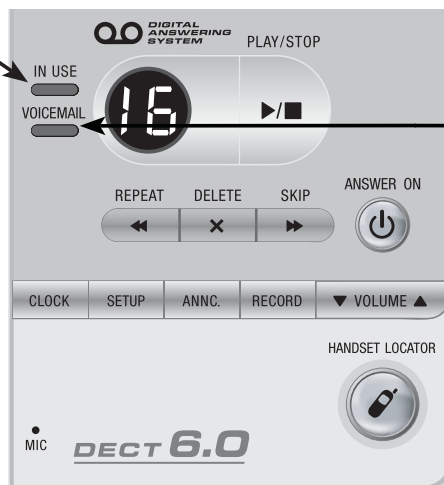 DIGITAL
ANSWERING
SYSTEM
PLAY/STOP
IN USE
VOICEMAIL
16
REPEAT DELETE SKIP
ANSWER ON
CLOCK SETUP ANNC. RECORD ▼ VOLUME ▲
HANDSET LOCATOR
MIC
DECT 6.0